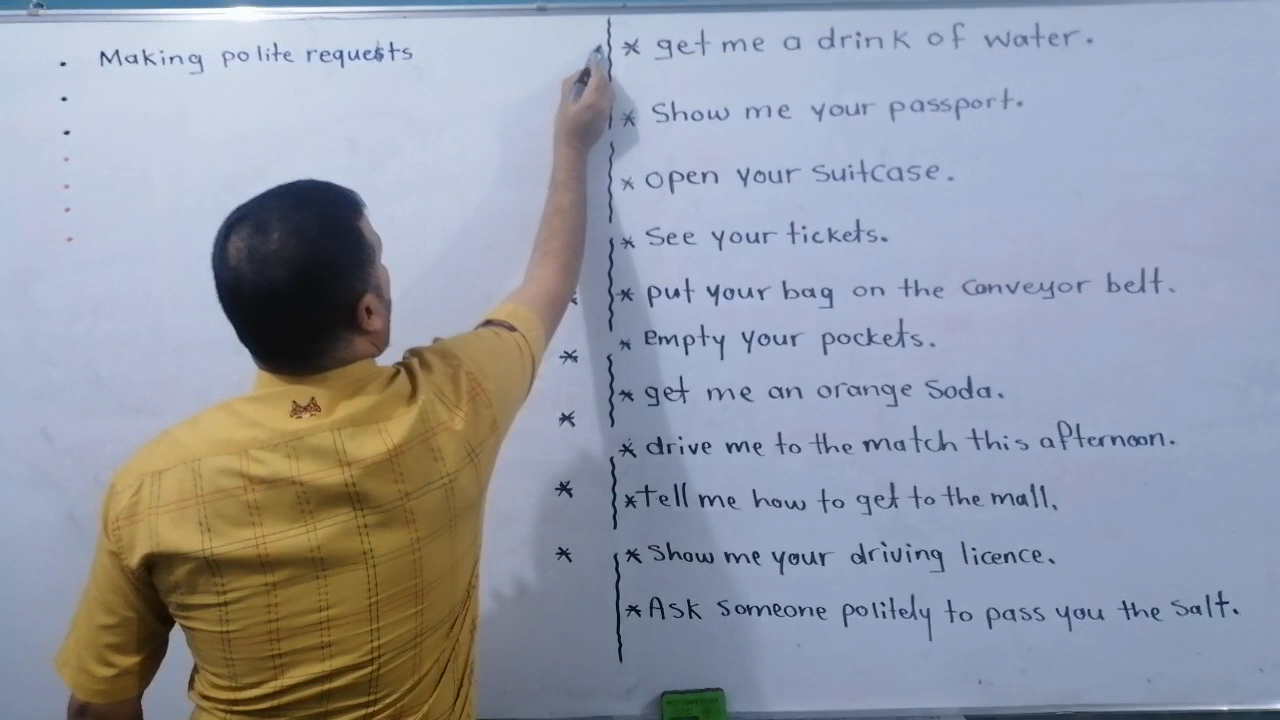 Making polite requests
* get me a drink of water.
* Show me your passport.
* open your suitcase.
* See your tickets.
* put your bag on the conveyor belt.
* empty your pockets.
* get me an orange soda.
* drive me to the match this afternoon.
* tell me how to get to the mall.
* Show me your driving licence.
* Ask someone politely to pass you the salt.